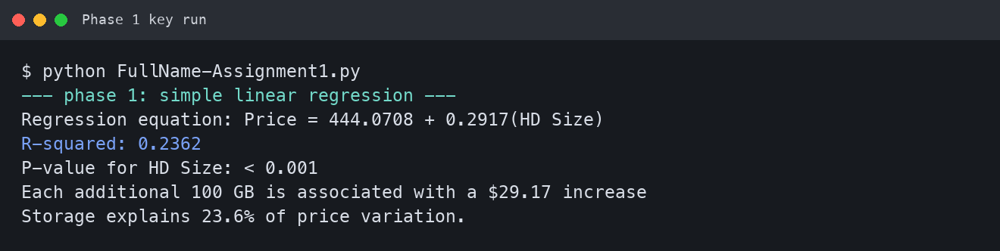 Phase 1 key run
$ python FullName-Assignment1.py
--- phase 1: simple linear regression ---
Regression equation: Price = 444.0708 + 0.2917(HD Size)
R-squared: 0.2362
P-value for HD Size: < 0.001
Each additional 100 GB is associated with a $29.17 increase
Storage explains 23.6% of price variation.